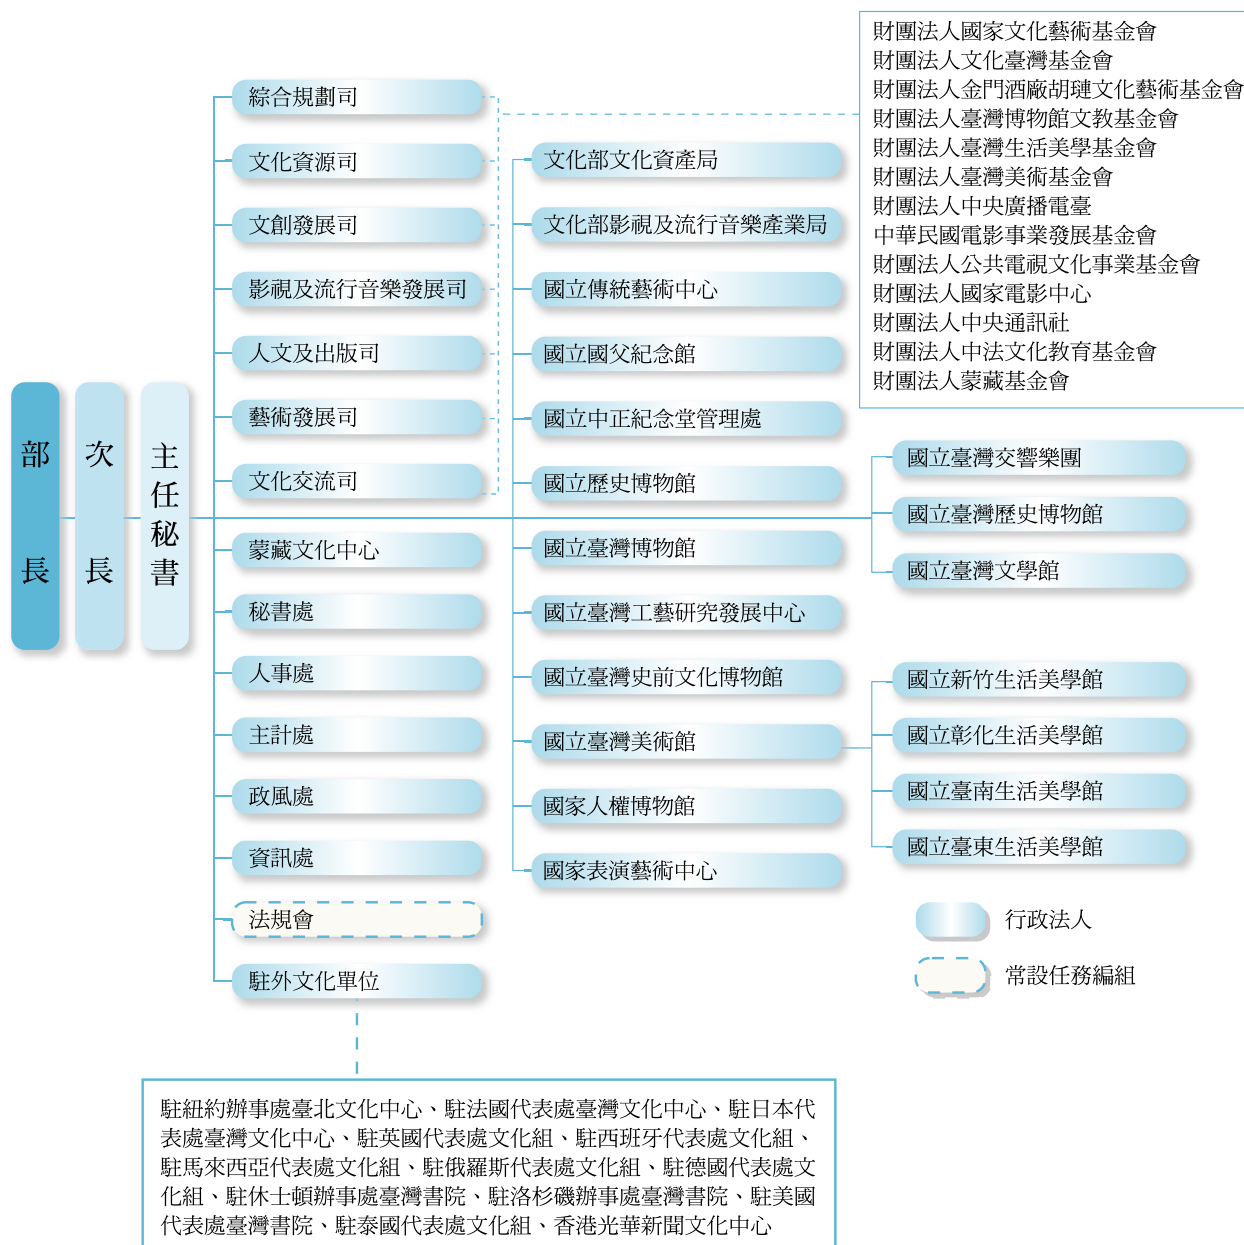 部長
次長
主任秘書
綜合規劃司
文化資源司
文創發展司
影視及流行音樂發展司
人文及出版司
藝術發展司
文化交流司
蒙藏文化中心
秘書處
人事處
主計處
政風處
資訊處
法規會
駐外文化單位
文化部文化資產局
文化部影視及流行音樂產業局
國立傳統藝術中心
國立國父紀念館
國立中正紀念堂管理處
國立歷史博物館
國立臺灣博物館
國立臺灣工藝研究發展中心
國立臺灣史前文化博物館
國立臺灣美術館
國家人權博物館
國家表演藝術中心
財團法人國家文化藝術基金會
財團法人文化臺灣基金會
財團法人金門酒廠胡璉文化藝術基金會
財團法人臺灣博物館文教基金會
財團法人臺灣生活美學基金會
財團法人臺灣美術基金會
財團法人中央廣播電臺
中華民國電影事業發展基金會
財團法人公共電視文化事業基金會
財團法人國家電影中心
財團法人中央通訊社
財團法人中法文化教育基金會
財團法人蒙藏基金會
國立臺灣交響樂團
國立臺灣歷史博物館
國立臺灣文學館
國立新竹生活美學館
國立彰化生活美學館
國立臺南生活美學館
國立臺東生活美學館
行政法人
常設任務編組
駐紐約辦事處臺北文化中心、駐法國代表處臺灣文化中心、駐日本代
表處臺灣文化中心、駐英國代表處文化組、駐西班牙代表處文化組、
駐馬來西亞代表處文化組、駐俄羅斯代表處文化組、駐德國代表處文
化組、駐休士頓辦事處臺灣書院、駐洛杉磯辦事處臺灣書院、駐美國
代表處臺灣書院、駐泰國代表處文化組、香港光華新聞文化中心